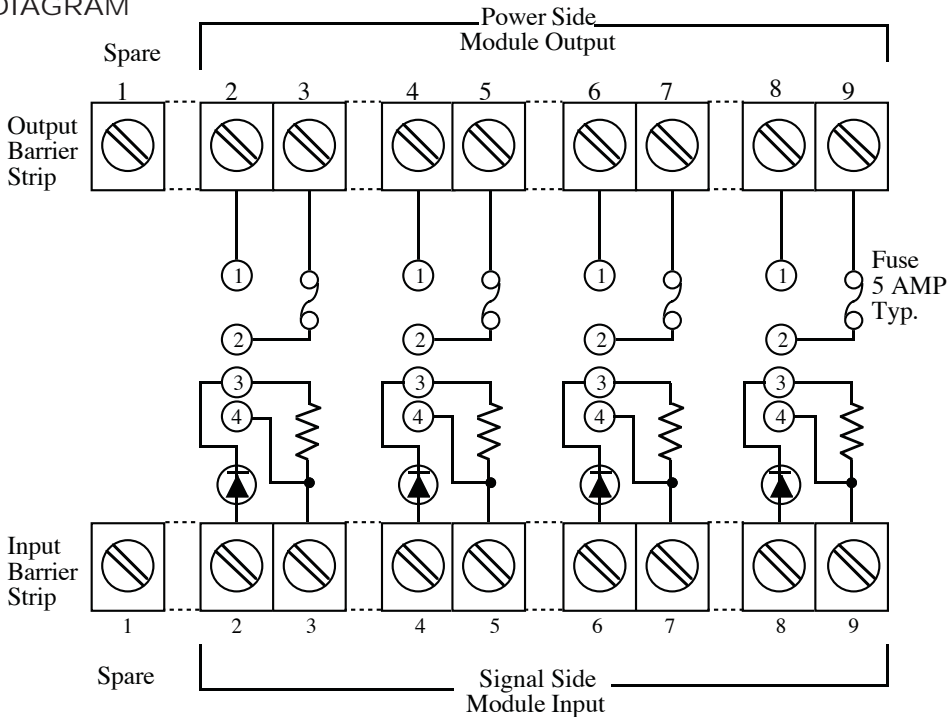 DIAGRAM
Power Side
Module Output
Spare
1 2 3 4 5 6 7 8 9
Output
Barrier
Strip
1 1 1 1
Fuse
5 AMP
Typ.
2 2 2 2
3 3 3 3
4 4 4 4
Input
Barrier
Strip
1 2 3 4 5 6 7 8 9
Spare
Signal Side
Module Input